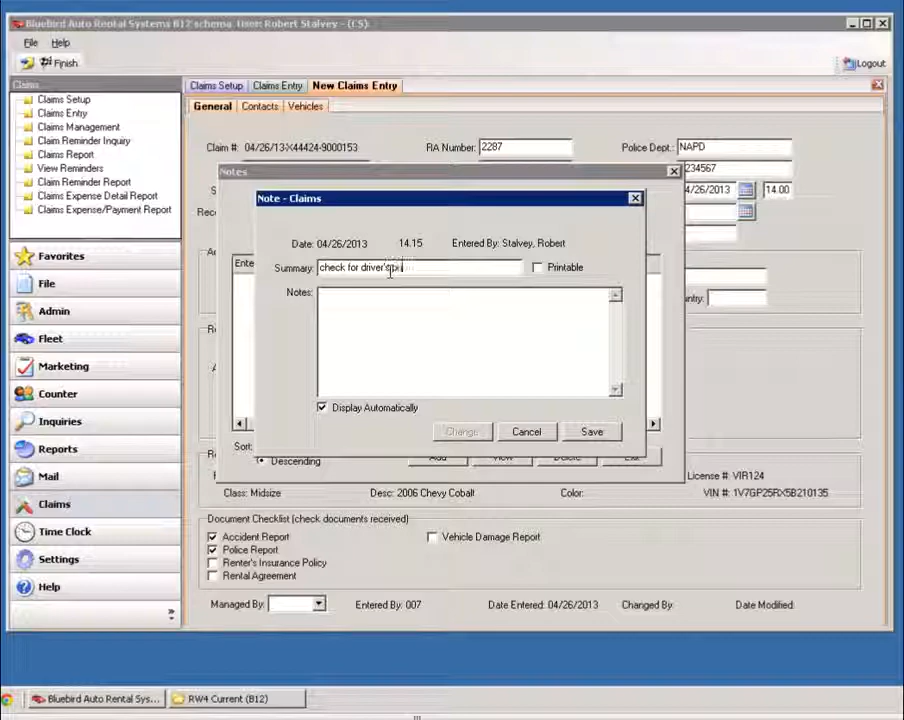 Bluebird Auto Rental Systems B12 schema. User: Robert Stalvey - (CS)
File Help
Finish
Logout
Claims
Claims Setup
Claims Entry
Claims Management
Claim Reminder Inquiry
Claims Report
View Reminders
Claim Reminder Report
Claims Expense Detail Report
Claims Expense/Payment Report
Favorites
File
Admin
Fleet
Marketing
Counter
Inquiries
Reports
Mail
Claims
Time Clock
Settings
Help
Claims Setup Claims Entry New Claims Entry
General Contacts Vehicles
Claim #: 04/26/13-X44424-9000153 RA Number: 2287 Police Dept.: NAPD
234567
4/26/2013 14.00
Notes
Note - Claims
Date: 04/26/2013 14.15 Entered By: Stalvey, Robert
Summary: check for driver's Printable
Notes:
Display Automatically
Change Cancel Save
Sort:
Descending Add View Delete Exit
License #: VIR124
Class: Midsize Desc: 2006 Chevy Cobalt Color: VIN #: 1V7GP25RX5B210135
Document Checklist (check documents received)
Accident Report Vehicle Damage Report
Police Report
Renter's Insurance Policy
Rental Agreement
Managed By: Entered By: 007 Date Entered: 04/26/2013 Changed By: Date Modified:
Bluebird Auto Rental Sys... RW4 Current (B12)